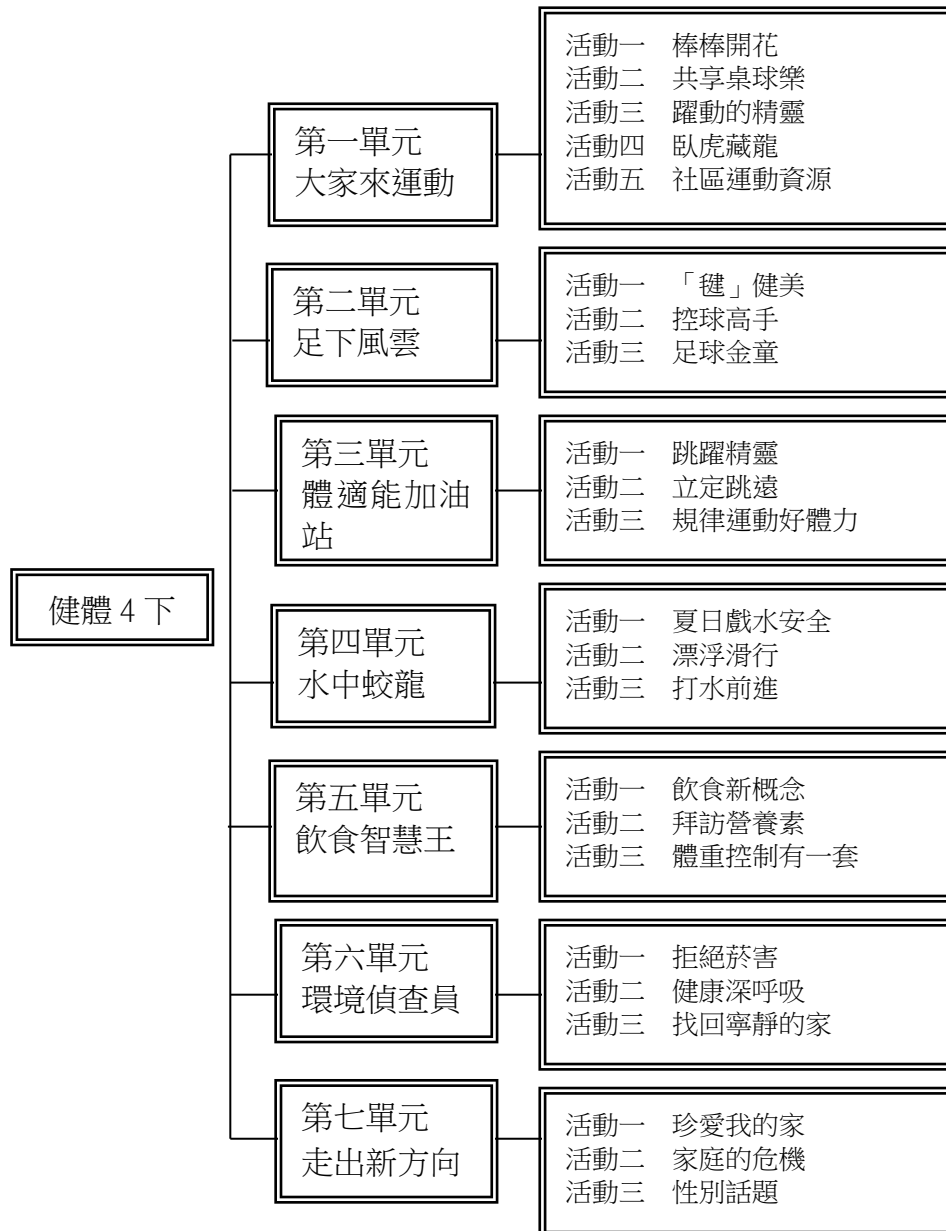 健體4下
第一單元
大家來運動
活動一　棒棒開花
活動二　共享桌球樂
活動三　躍動的精靈
活動四　臥虎藏龍
活動五　社區運動資源
第二單元
足下風雲
活動一　「毽」健美
活動二　控球高手
活動三　足球金童
第三單元
體適能加油
站
活動一　跳躍精靈
活動二　立定跳遠
活動三　規律運動好體力
第四單元
水中蛟龍
活動一　夏日戲水安全
活動二　漂浮滑行
活動三　打水前進
第五單元
飲食智慧王
活動一　飲食新概念
活動二　拜訪營養素
活動三　體重控制有一套
第六單元
環境偵查員
活動一　拒絕菸害
活動二　健康深呼吸
活動三　找回寧靜的家
第七單元
走出新方向
活動一　珍愛我的家
活動二　家庭的危機
活動三　性別話題